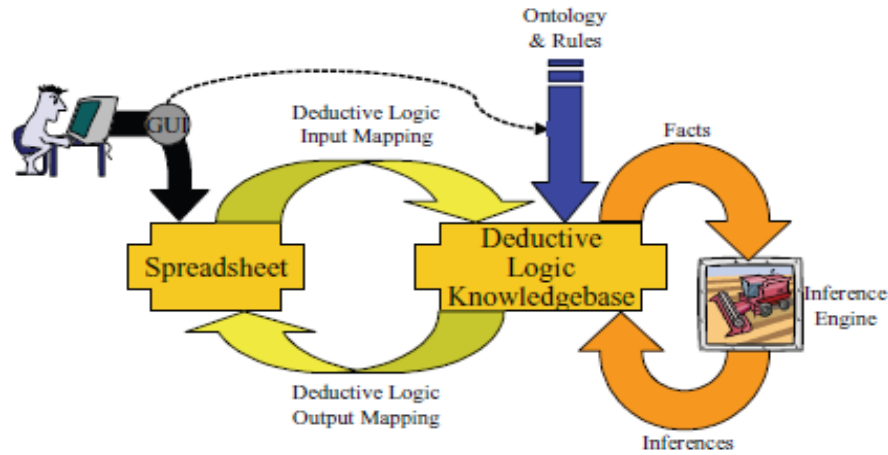 Ontology
& Rules
GUI
Deductive Logic
Input Mapping
Facts
Spreadsheet
Deductive
Logic
Knowledgebase
Inference
Engine
Deductive Logic
Output Mapping
Inferences